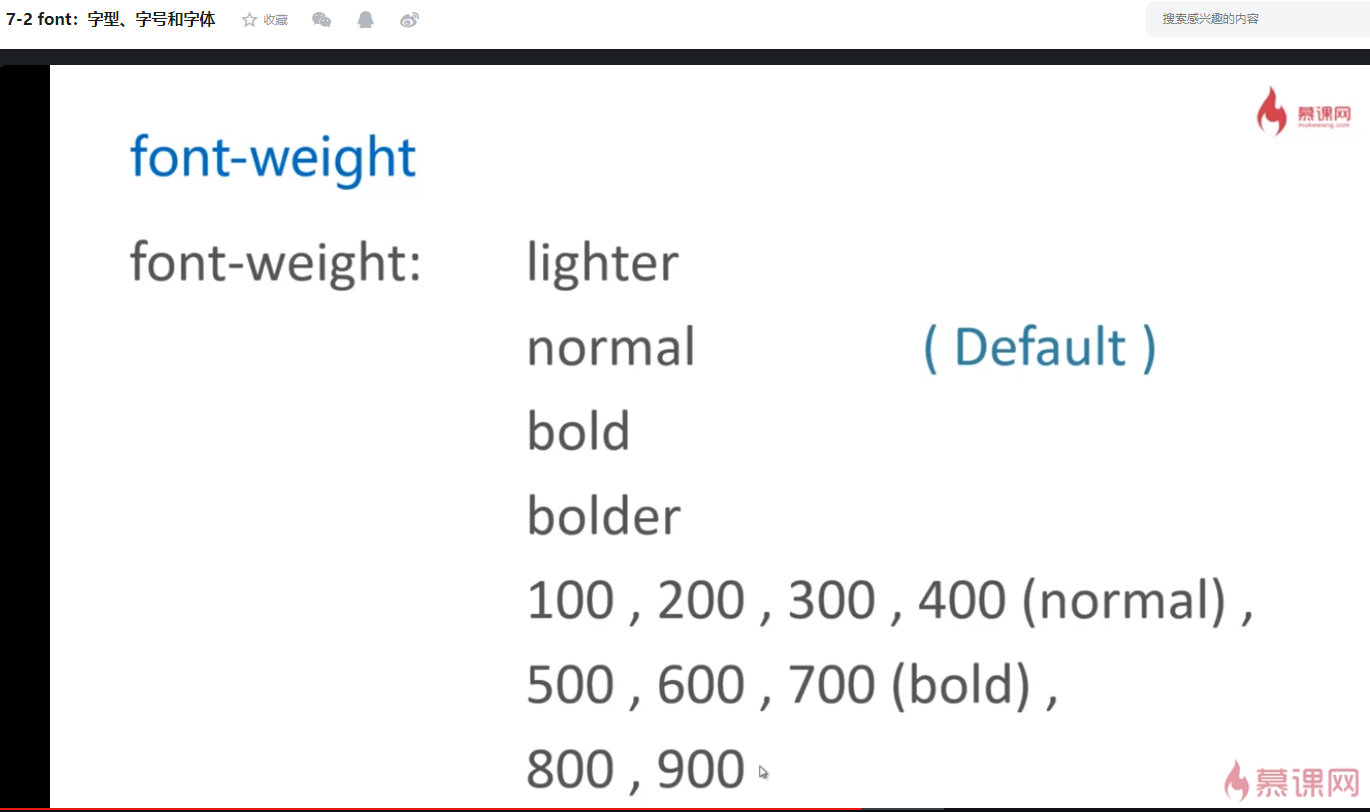 7-2 font：字型、字号和字体
收藏
搜索感兴趣的内容
慕课网
font-weight
font-weight: lighter
normal ( Default )
bold
bolder
100 , 200 , 300 , 400 (normal) ,
500 , 600 , 700 (bold) ,
800 , 900
慕课网